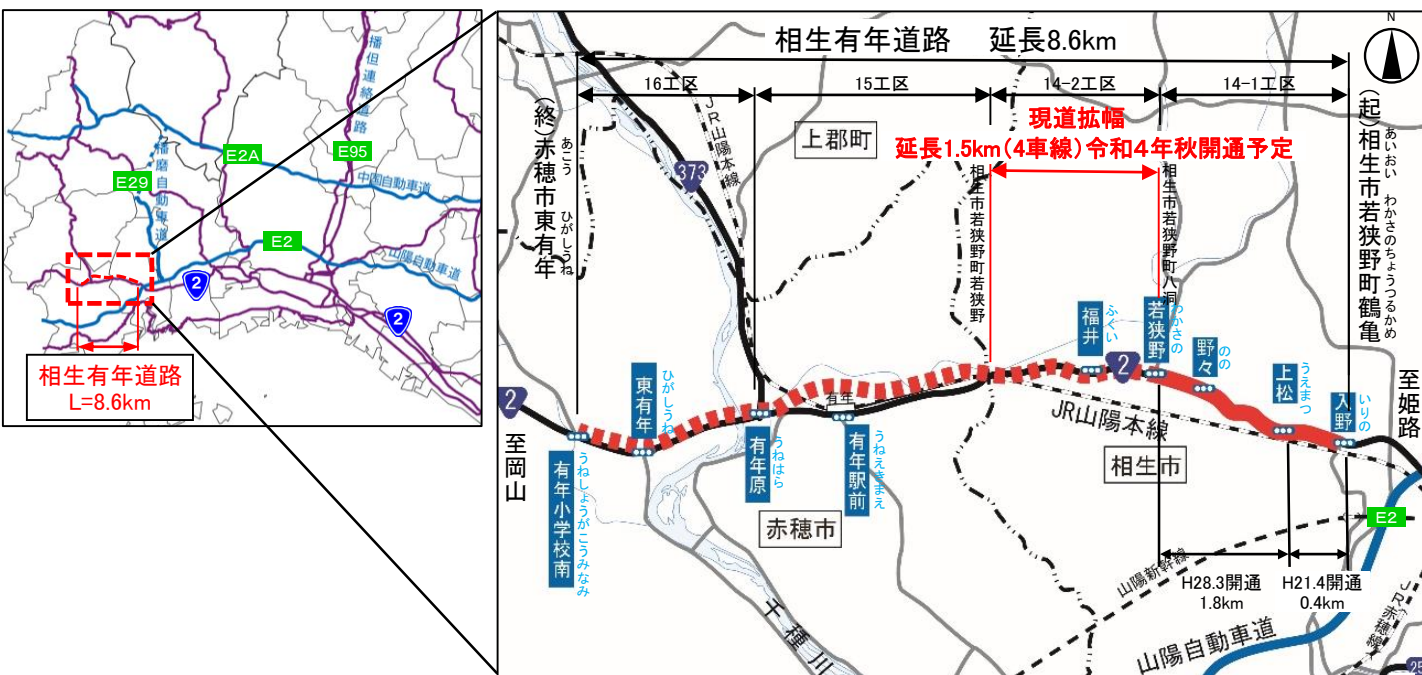 播但連絡道路
E2A
E95
中国自動車道
E29
播磨自動車道
E2
山陽自動車道
2
2
相生有年道路
L=8.6km
相生有年道路 延長8.6km
N
16工区
15工区
14-2工区
14-1工区
現道拡幅
延長1.5km(4車線)令和4年秋開通予定
上郡町
JR山陽本線
373
(終)赤穂市東有年
あこう ひがしうね
相生市若狭野町若狭野
相生市若狭野町八洞
(起)相生市若狭野町鶴亀
あいおい わかさのちょうつるかめ
至姫路
2
至岡山
有年小学校南
うねしょうがこうみなみ
東有年
ひがしうね
有年原
うねはら
有年
有年駅前
うねえきまえ
福井
ふくい
2
若狭野
わかさの
野々
のの
上松
うえまつ
入野
いりの
JR山陽本線
相生市
赤穂市
千種川
E2
山陽新幹線
H28.3開通
1.8km
H21.4開通
0.4km
山陽自動車道
JR赤穂線
25